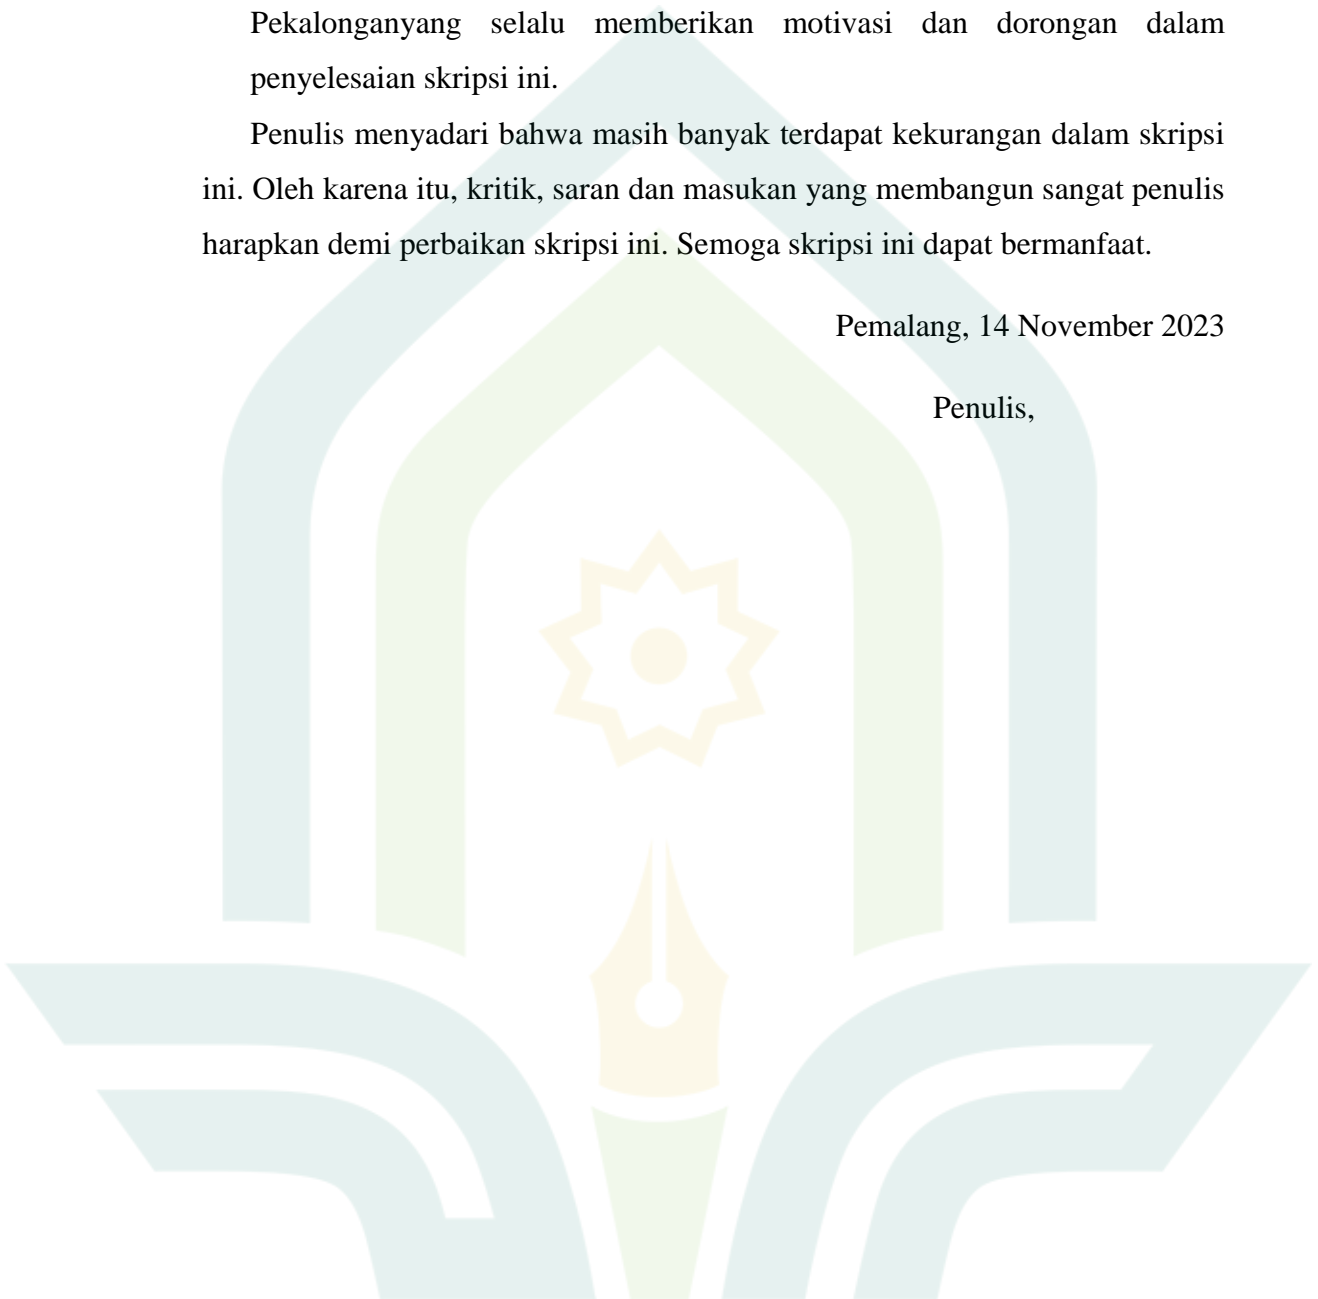 Pekalonganyang selalu memberikan motivasi dan dorongan dalam
penyelesaian skripsi ini.
Penulis menyadari bahwa masih banyak terdapat kekurangan dalam skripsi
ini. Oleh karena itu, kritik, saran dan masukan yang membangun sangat penulis
harapkan demi perbaikan skripsi ini. Semoga skripsi ini dapat bermanfaat.
Pemalang, 14 November 2023
Penulis,